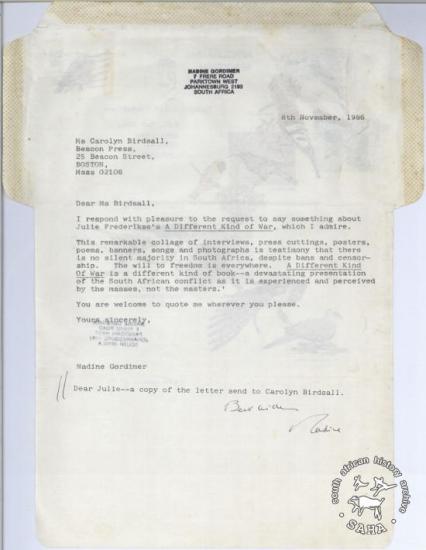 NADINE GORDIMER
7 FRERE ROAD
PARKTOWN WEST
JOHANNESBURG 2193
SOUTH AFRICA
8th November, 1986
Ms Carolyn Birdsall,
Beacon Press,
25 Beacon Street,
BOSTON,
Mass 02108
Dear Ms Birdsall,
I respond with pleasure to the request to say something about
Julie Frederikse's A Different Kind of War, which I admire.
This remarkable collage of interviews, press cuttings, posters,
poems, banners, songs and photographs is testimony that there
is no silent majority in South Africa, despite bans and censor-
ship. The will to freedom is everywhere. A Different Kind
Of War is a different kind of book--a devastating presentation
of the South African conflict as it is experienced and perceived
by the masses, not the masters.'
You are welcome to quote me wherever you please.
Yours sincerely,
Nadine Gordimer
Dear Julie--a copy of the letter send to Carolyn Birdsall.
Best wishes
Nadine
south african history archive
SAHA